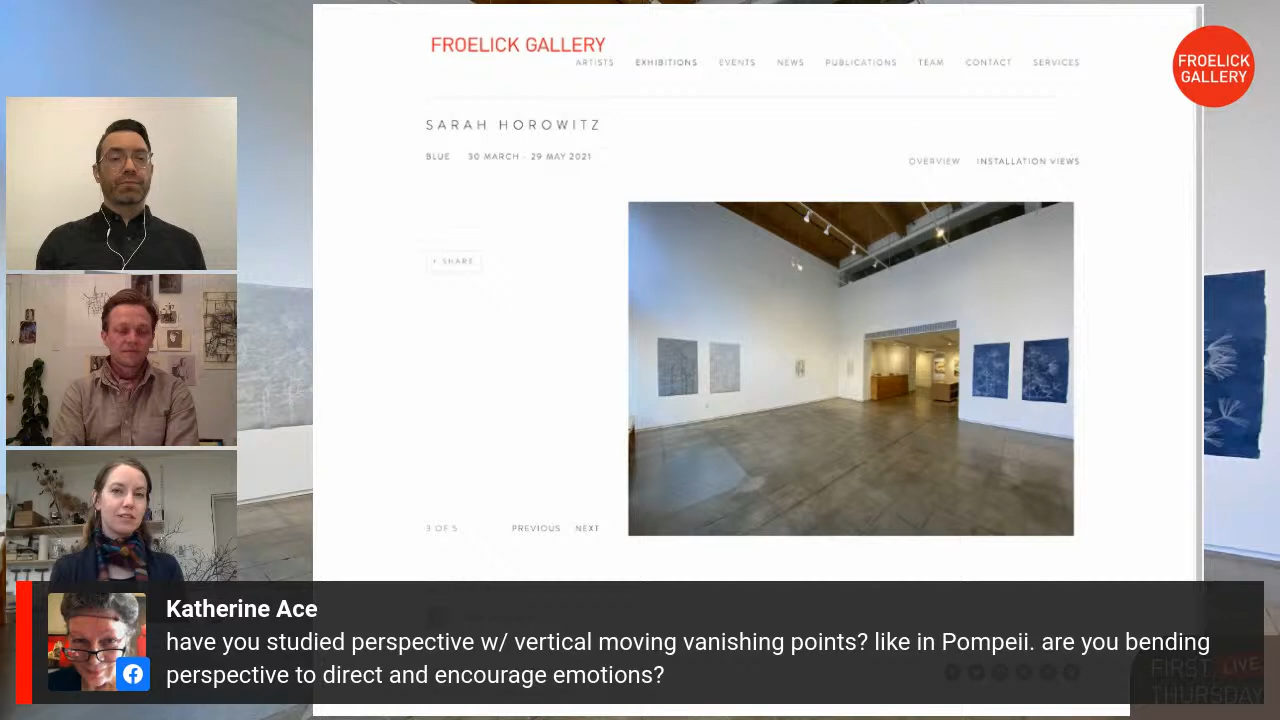 FROELICK GALLERY
ARTISTS EXHIBITIONS EVENTS NEWS PUBLICATIONS TEAM CONTACT SERVICES
FROELICK
GALLERY
SARAH HOROWITZ
BLUE 30 MARCH - 29 MAY 2021
OVERVIEW INSTALLATION VIEWS
+ SHARE
3 OF 5 PREVIOUS NEXT
Katherine Ace
have you studied perspective w/ vertical moving vanishing points? like in Pompeii. are you bending
perspective to direct and encourage emotions?
FIRST LIVE
THURSDAY